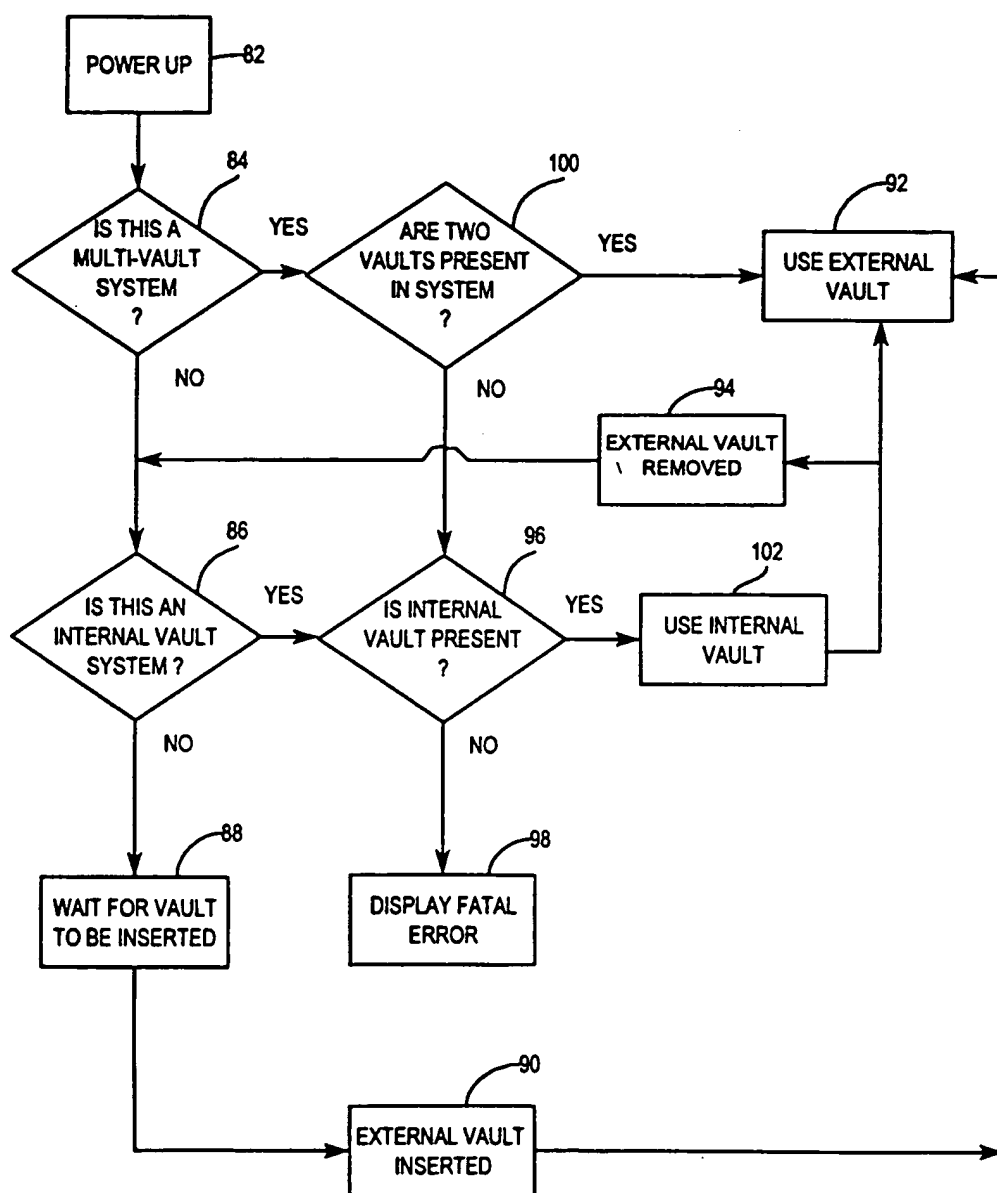 POWER UP
82
84
IS THIS A
MULTI-VAULT
SYSTEM
?
YES
NO
100
ARE TWO
VAULTS PRESENT
IN SYSTEM
?
YES
NO
92
USE EXTERNAL
VAULT
94
EXTERNAL VAULT
REMOVED
86
IS THIS AN
INTERNAL VAULT
SYSTEM ?
YES
NO
96
IS INTERNAL
VAULT PRESENT
?
YES
NO
102
USE INTERNAL
VAULT
88
WAIT FOR VAULT
TO BE INSERTED
98
DISPLAY FATAL
ERROR
90
EXTERNAL VAULT
INSERTED